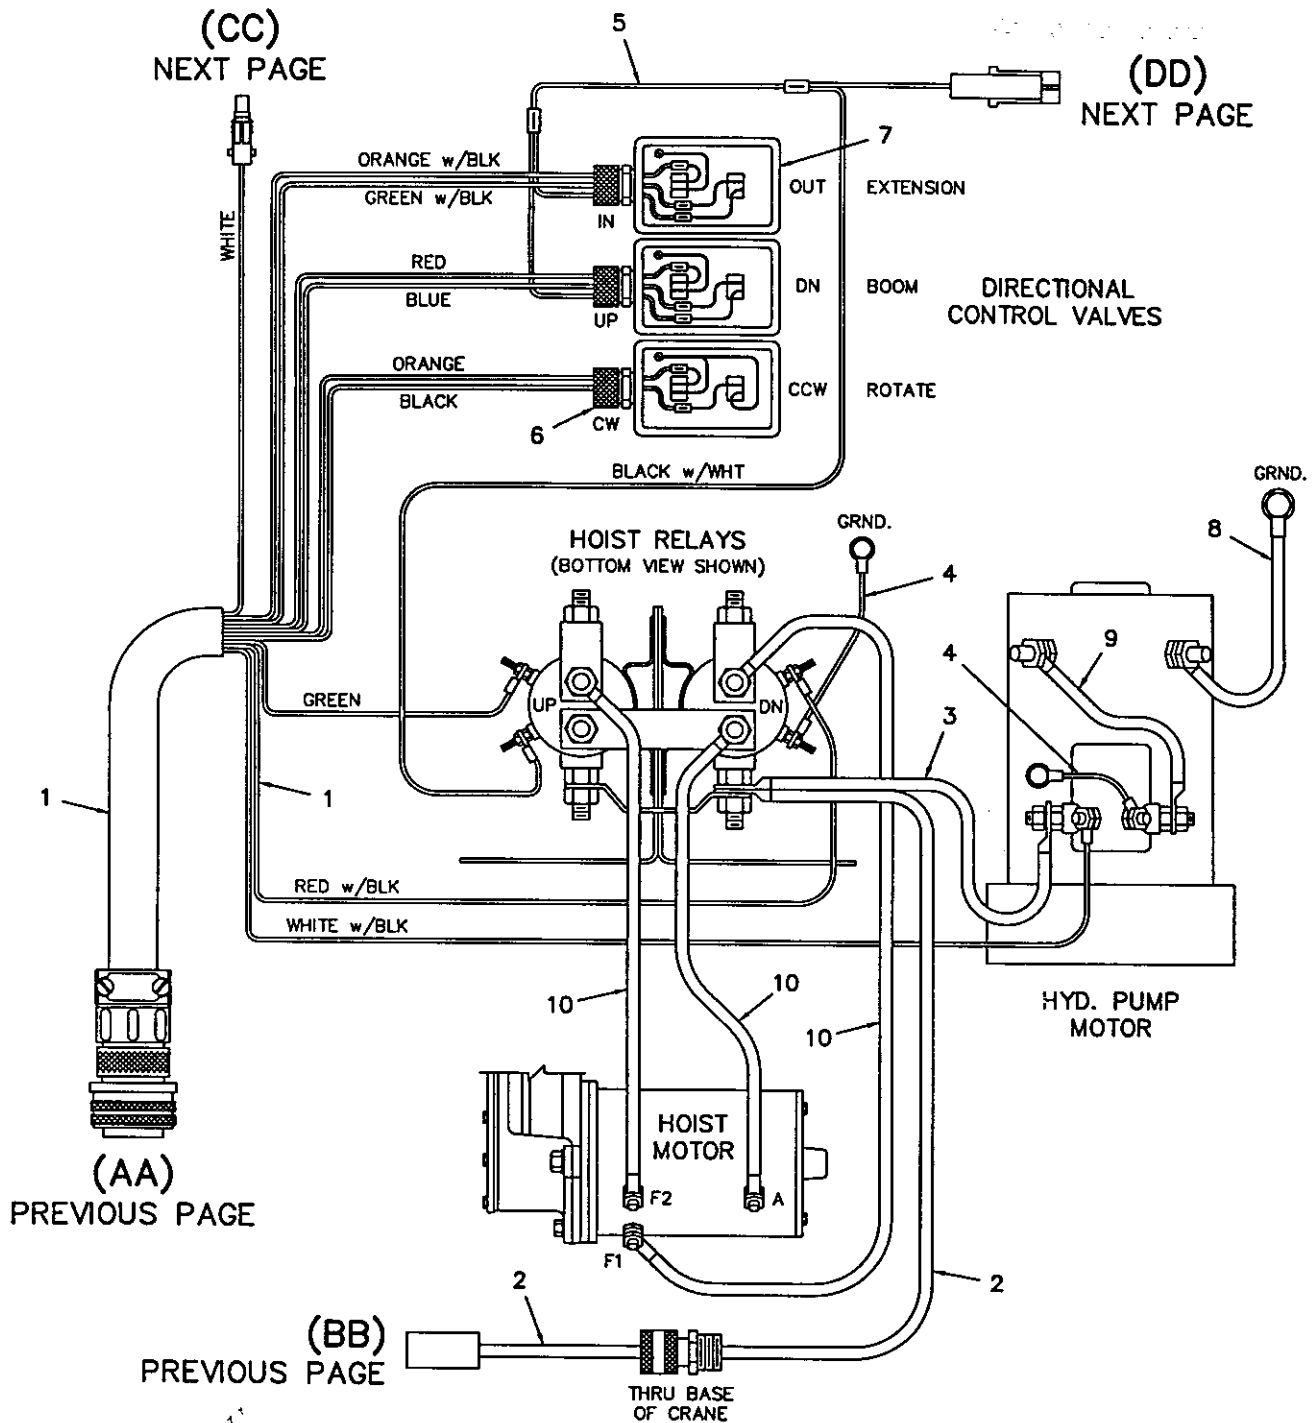 (CC)
NEXT PAGE
5
(DD)
NEXT PAGE
7
ORANGE w/BLK
GREEN w/BLK
WHITE
OUT
EXTENSION
IN
RED
BLUE
DN
BOOM
UP
DIRECTIONAL
CONTROL VALVES
ORANGE
BLACK
CCW
ROTATE
6
CW
BLACK w/WHT
GRND.
8
HOIST RELAYS
(BOTTOM VIEW SHOWN)
GRND.
4
9
4
GREEN
UP
DN
3
1
1
RED w/BLK
WHITE w/BLK
10
10
10
HYD. PUMP
MOTOR
HOIST
MOTOR
F2
A
F1
(AA)
PREVIOUS PAGE
2
2
(BB)
PREVIOUS PAGE
THRU BASE
OF CRANE